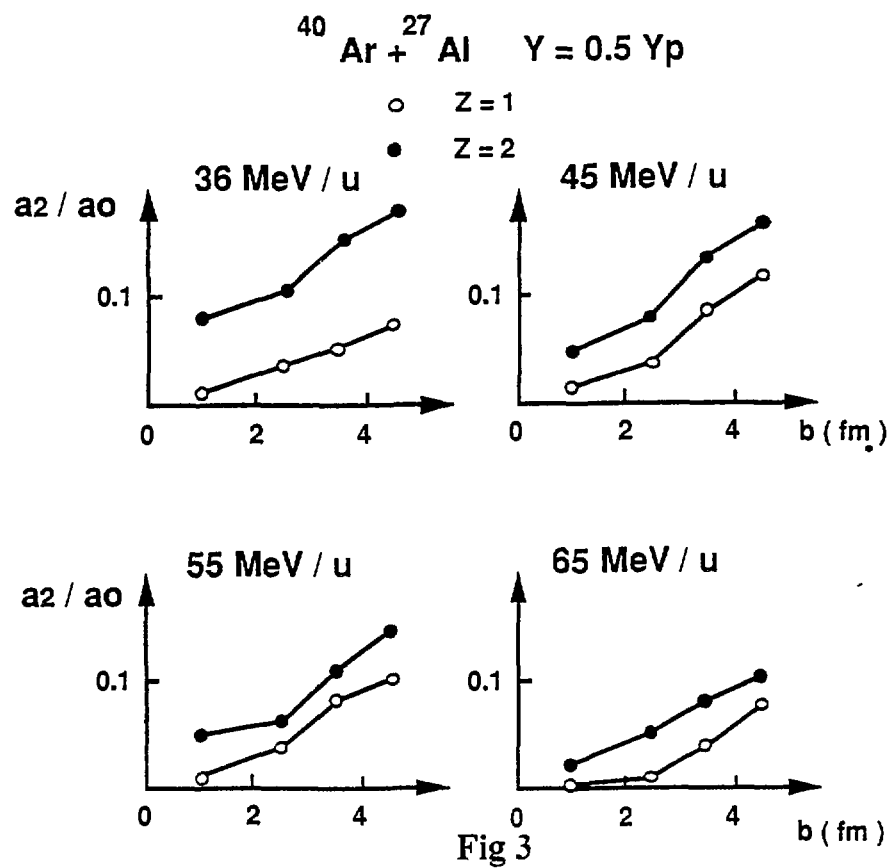 40 Ar + 27 Al Y = 0.5 Yp
Z = 1
Z = 2
36 MeV / u
45 MeV / u
a2 / ao
0.1
0.1
0 2 4
0 2 4 b ( fm )
55 MeV / u
65 MeV / u
a2 / ao
0.1
0.1
0 2 4
0 2 4 b ( fm )
Fig 3